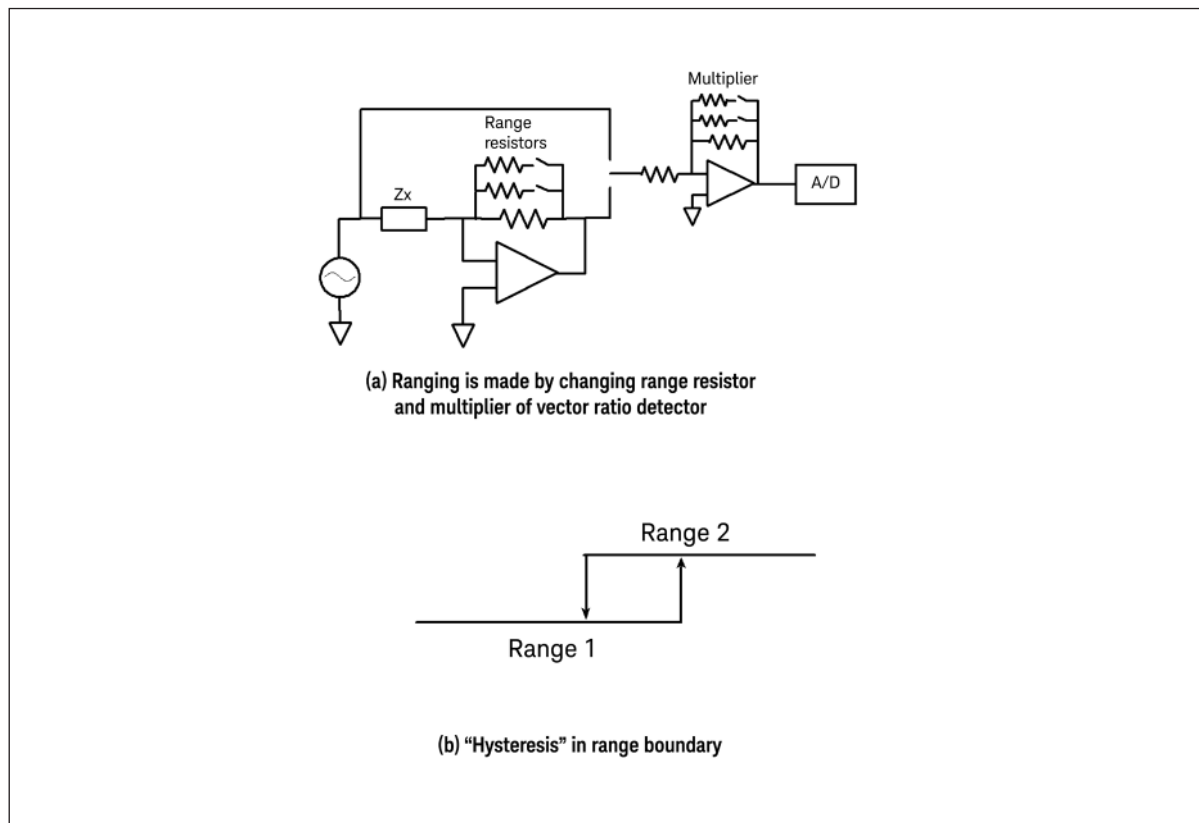 Multiplier
Range
resistors
Zx
A/D
(a) Ranging is made by changing range resistor
and multiplier of vector ratio detector
Range 2
Range 1
(b) “Hysteresis” in range boundary